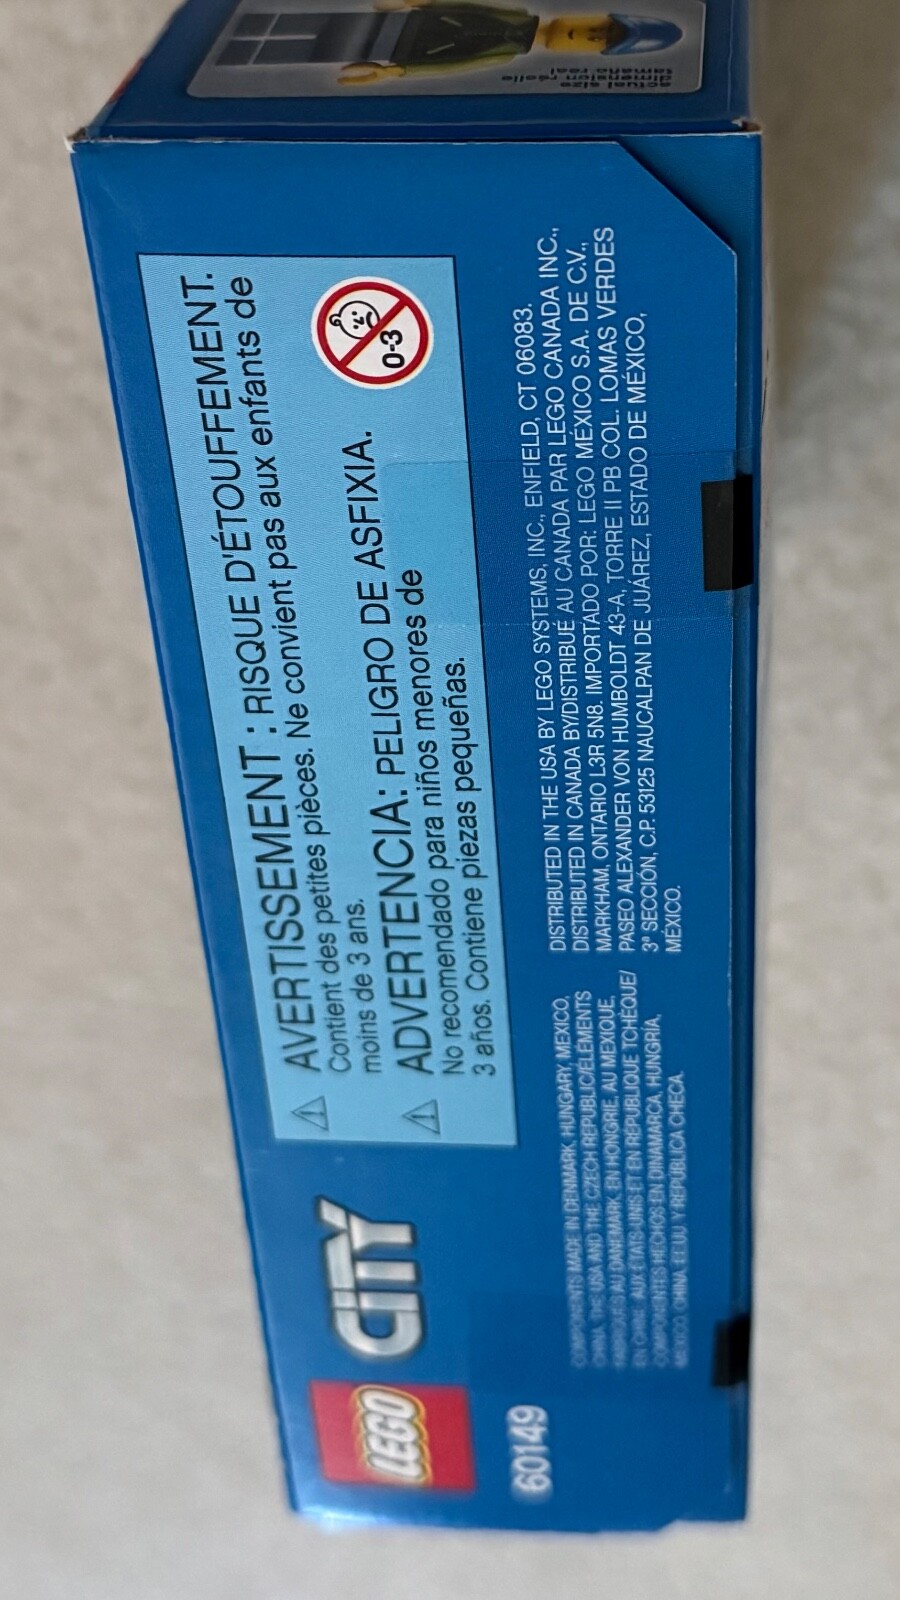 actual size
dimension réelle
tamaño real
AVERTISSEMENT : RISQUE D'ÉTOUFFEMENT.
Contient des petites pièces. Ne convient pas aux enfants de
moins de 3 ans.
ADVERTENCIA: PELIGRO DE ASFIXIA.
No recomendado para niños menores de
3 años. Contiene piezas pequeñas.
0-3
LEGO CITY
60149
COMPONENTS MADE IN DENMARK, HUNGARY, MEXICO,
CHINA, THE USA AND THE CZECH REPUBLIC/ÉLÉMENTS
FABRIQUÉS AU DANEMARK, EN HONGRIE, AU MEXIQUE,
EN CHINE, AUX ÉTATS-UNIS ET EN RÉPUBLIQUE TCHÈQUE/
COMPONENTES HECHOS EN DINAMARCA, HUNGRÍA,
MÉXICO, CHINA, EE.UU. Y REPÚBLICA CHECA.
DISTRIBUTED IN THE USA BY LEGO SYSTEMS, INC., ENFIELD, CT 06083.
DISTRIBUTED IN CANADA BY/DISTRIBUÉ AU CANADA PAR LEGO CANADA INC.,
MARKHAM, ONTARIO L3R 5N8. IMPORTADO POR: LEGO MÉXICO S.A. DE C.V.,
PASEO ALEXANDER VON HUMBOLDT 43-A, TORRE II PB COL. LOMAS VERDES
3ª SECCIÓN, C.P. 53125 NAUCALPAN DE JUÁREZ, ESTADO DE MÉXICO,
MÉXICO.